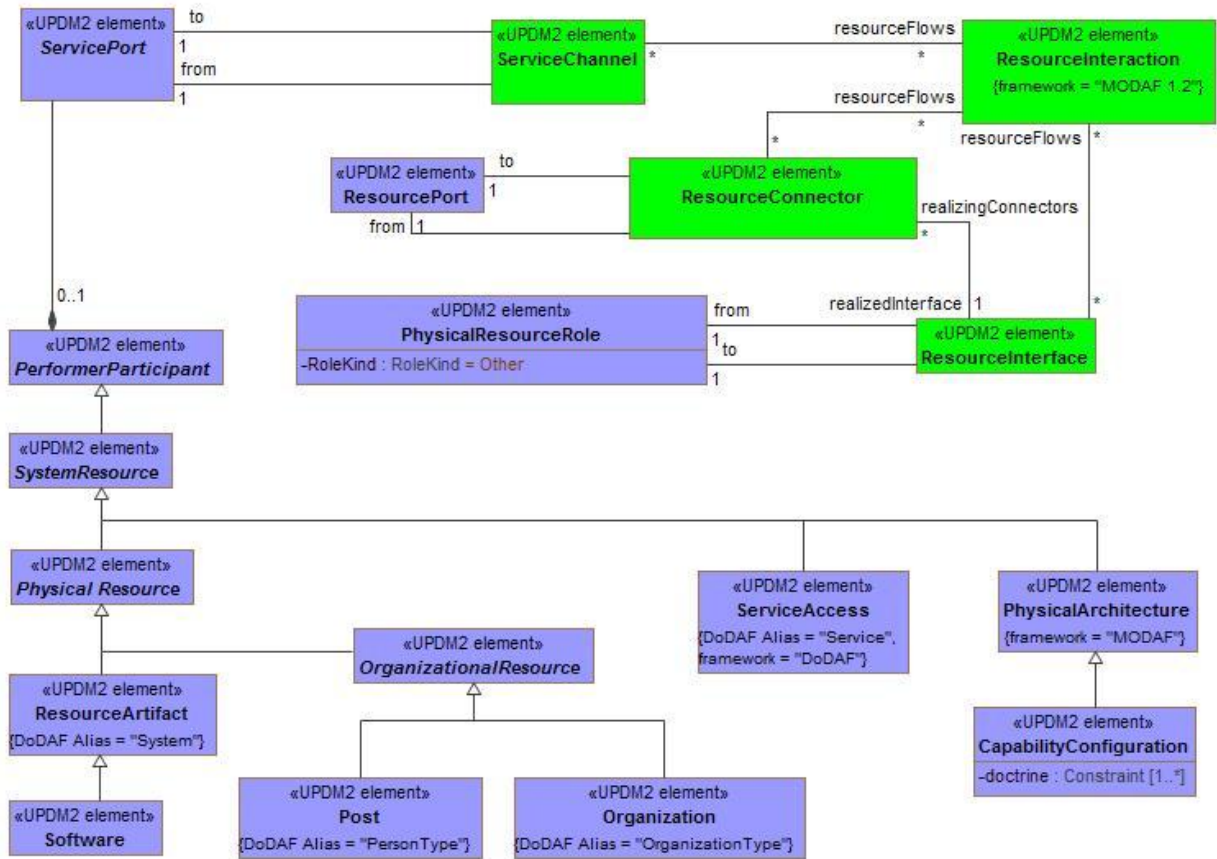 «UPDM2 element»
ServicePort
to
1
from
1
«UPDM2 element»
ServiceChannel
*
resourceFlows
*
«UPDM2 element»
ResourceInteraction
{framework = "MODAF 1.2"}
resourceFlows
*
*
resourceFlows
*
«UPDM2 element»
ResourcePort
to
1
from
1
«UPDM2 element»
ResourceConnector
realizingConnectors
*
0..1
«UPDM2 element»
PhysicalResourceRole
-RoleKind : RoleKind = Other
from
1
to
1
realizedInterface
1
*
«UPDM2 element»
ResourceInterface
«UPDM2 element»
PerformerParticipant
«UPDM2 element»
SystemResource
«UPDM2 element»
Physical Resource
«UPDM2 element»
ServiceAccess
{DoDAF Alias = "Service",
framework = "DoDAF"}
«UPDM2 element»
PhysicalArchitecture
{framework = "MODAF"}
«UPDM2 element»
OrganizationalResource
«UPDM2 element»
ResourceArtifact
{DoDAF Alias = "System"}
«UPDM2 element»
CapabilityConfiguration
-doctrine : Constraint [1..*]
«UPDM2 element»
Software
«UPDM2 element»
Post
{DoDAF Alias = "PersonType"}
«UPDM2 element»
Organization
{DoDAF Alias = "OrganizationType"}